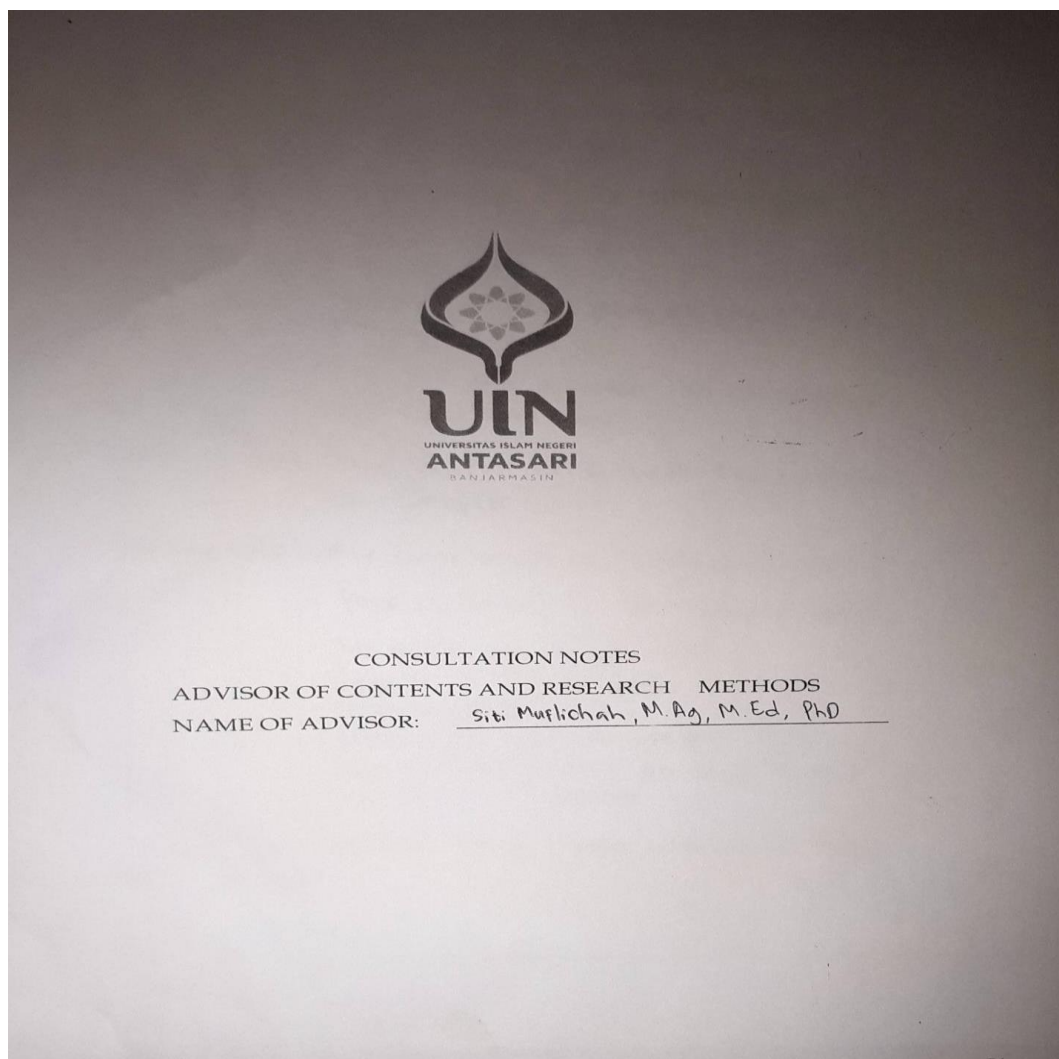 UIN
UNIVERSITAS ISLAM NEGERI
ANTASARI
BANJARMASIN
CONSULTATION NOTES
ADVISOR OF CONTENTS AND RESEARCH METHODS
NAME OF ADVISOR: Siti Muflichah, M.Ag, M.Ed, PhD